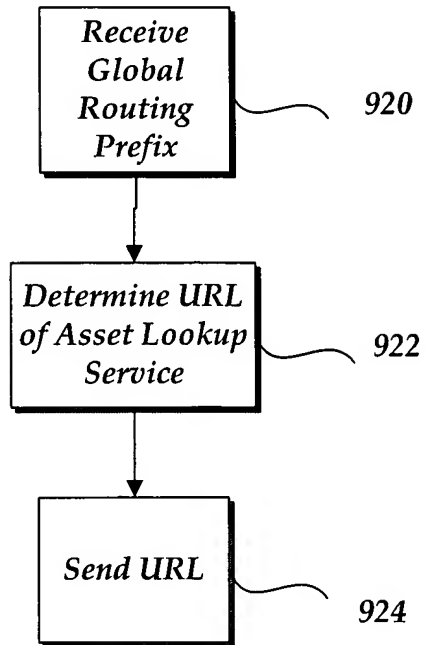 Receive
Global
Routing
Prefix
920
Determine URL
of Asset Lookup
Service
922
Send URL
924